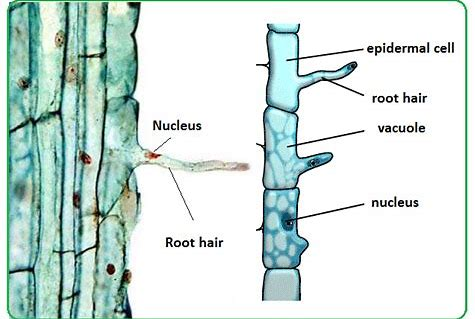 epidermal cell
root hair
Nucleus
vacuole
nucleus
Root hair